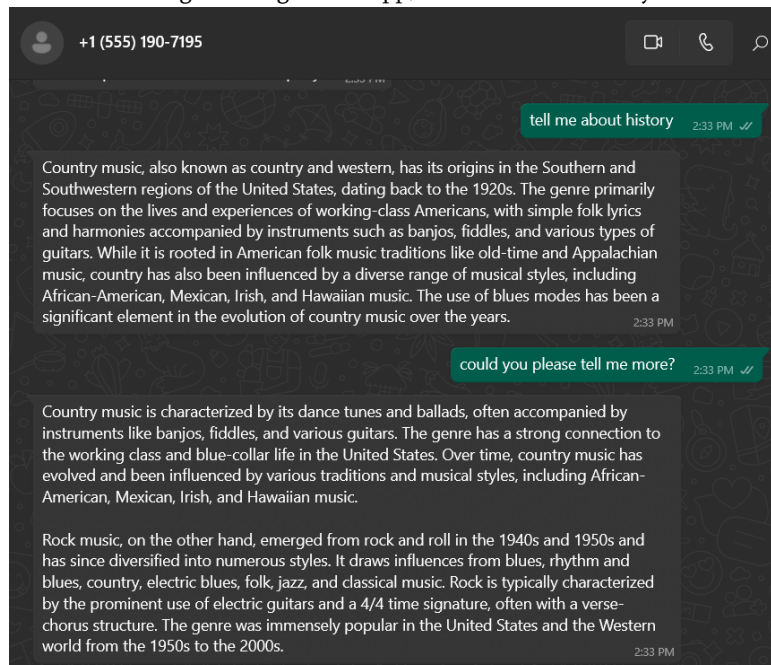 +1 (555) 190-7195
2:33 PM
tell me about history 2:33 PM
Country music, also known as country and western, has its origins in the Southern and
Southwestern regions of the United States, dating back to the 1920s. The genre primarily
focuses on the lives and experiences of working-class Americans, with simple folk lyrics
and harmonies accompanied by instruments such as banjos, fiddles, and various types of
guitars. While it is rooted in American folk music traditions like old-time and Appalachian
music, country has also been influenced by a diverse range of musical styles, including
African-American, Mexican, Irish, and Hawaiian music. The use of blues modes has been a
significant element in the evolution of country music over the years. 2:33 PM
could you please tell me more? 2:33 PM
Country music is characterized by its dance tunes and ballads, often accompanied by
instruments like banjos, fiddles, and various guitars. The genre has a strong connection to
the working class and blue-collar life in the United States. Over time, country music has
evolved and been influenced by various traditions and musical styles, including African-
American, Mexican, Irish, and Hawaiian music.
Rock music, on the other hand, emerged from rock and roll in the 1940s and 1950s and
has since diversified into numerous styles. It draws influences from blues, rhythm and
blues, country, electric blues, folk, jazz, and classical music. Rock is typically characterized
by the prominent use of electric guitars and a 4/4 time signature, often with a verse-
chorus structure. The genre was immensely popular in the United States and the Western
world from the 1950s to the 2000s. 2:33 PM